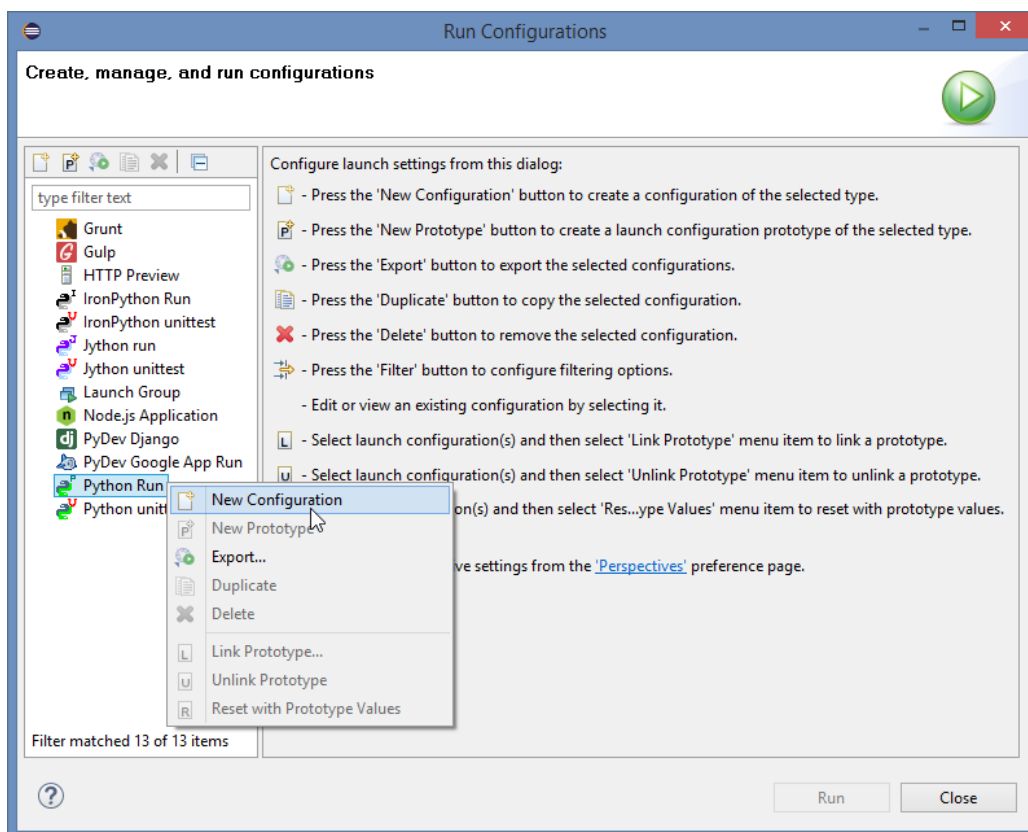 Run Configurations
Create, manage, and run configurations
type filter text
Grunt
Gulp
HTTP Preview
IronPython Run
IronPython unittest
Jython run
Jython unittest
Launch Group
Node.js Application
PyDev Django
PyDev Google App Run
Python Run
Python unitt
Filter matched 13 of 13 items
New Configuration
New Prototype
Export...
Duplicate
Delete
Link Prototype...
Unlink Prototype
Reset with Prototype Values
Configure launch settings from this dialog:
- Press the 'New Configuration' button to create a configuration of the selected type.
- Press the 'New Prototype' button to create a launch configuration prototype of the selected type.
- Press the 'Export' button to export the selected configurations.
- Press the 'Duplicate' button to copy the selected configuration.
- Press the 'Delete' button to remove the selected configuration.
- Press the 'Filter' button to configure filtering options.
- Edit or view an existing configuration by selecting it.
- Select launch configuration(s) and then select 'Link Prototype' menu item to link a prototype.
- Select launch configuration(s) and then select 'Unlink Prototype' menu item to unlink a prototype.
on(s) and then select 'Res...ype Values' menu item to reset with prototype values.
ve settings from the 'Perspectives' preference page.
Run
Close